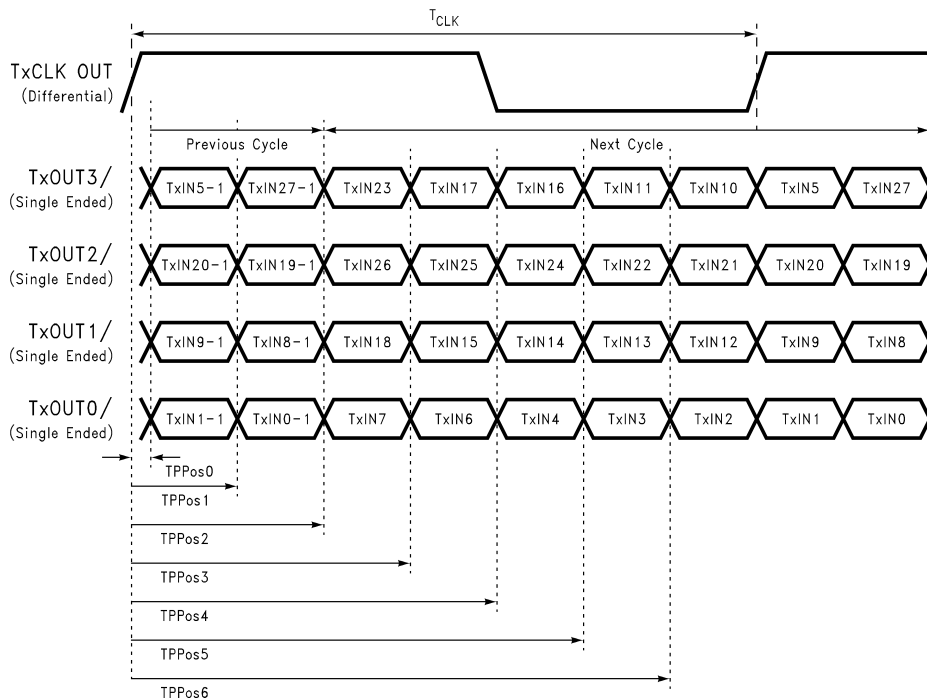 TCLK
TxCLK OUT
(Differential)
Previous Cycle
Next Cycle
TxOUT3/
(Single Ended)
TxIN5-1 TxIN27-1 TxIN23 TxIN17 TxIN16 TxIN11 TxIN10 TxIN5 TxIN27
TxOUT2/
(Single Ended)
TxIN20-1 TxIN19-1 TxIN26 TxIN25 TxIN24 TxIN22 TxIN21 TxIN20 TxIN19
TxOUT1/
(Single Ended)
TxIN9-1 TxIN8-1 TxIN18 TxIN15 TxIN14 TxIN13 TxIN12 TxIN9 TxIN8
TxOUT0/
(Single Ended)
TxIN1-1 TxIN0-1 TxIN7 TxIN6 TxIN4 TxIN3 TxIN2 TxIN1 TxIN0
TPPos0
TPPos1
TPPos2
TPPos3
TPPos4
TPPos5
TPPos6